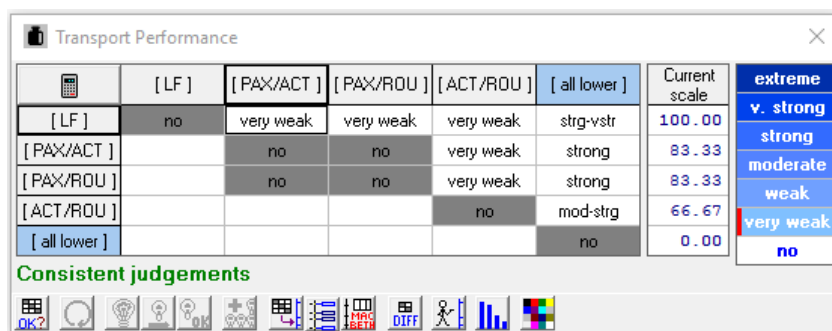 Transport Performance
[ LF ] [ PAX/ACT ] [ PAX/ROU ] [ ACT/ROU ] [ all lower ] Current scale extreme
[ LF ] no very weak very weak very weak strg-vstr 100.00 v. strong
[ PAX/ACT ] no no very weak strong 83.33 strong
[ PAX/ROU ] no no very weak strong 83.33 moderate
[ ACT/ROU ] no mod-strg 66.67 weak
[ all lower ] no 0.00 very weak
no
Consistent judgements
OK? OK MAC BETH DIFF